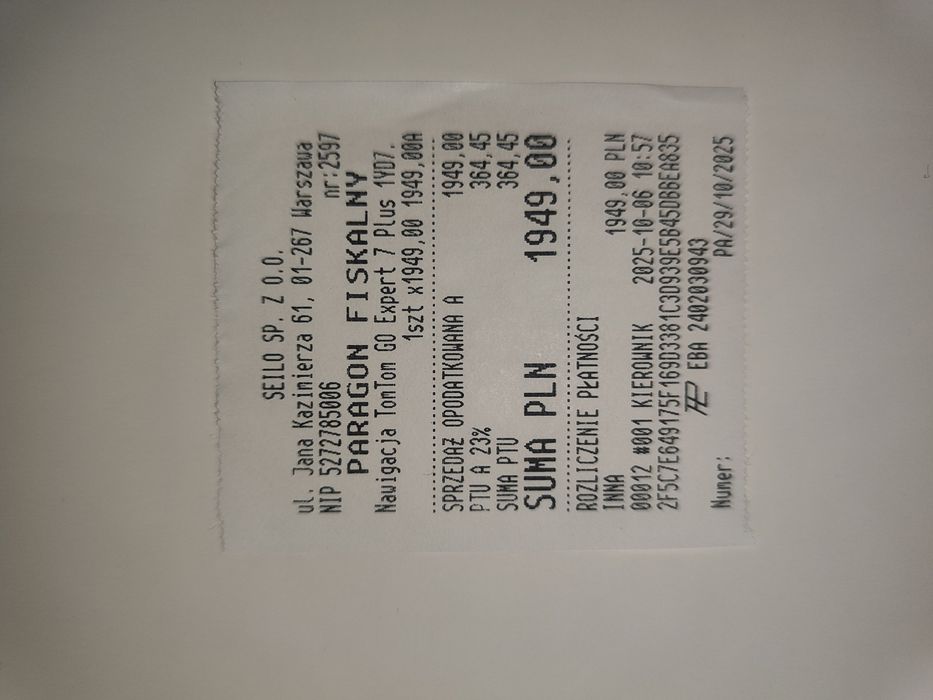 SEILO SP. Z O.O.
ul. Jana Kazimierza 61, 01-267 Warszawa
NIP 5272785006 nr:2597
PARAGON FISKALNY
Nawigacja TomTom GO Expert 7 Plus 1YD7.
1szt x1949,00 1949,00A
SPRZEDAŻ OPODATKOWANA A 1949,00
PTU A 23% 364,45
SUMA PTU 364,45
SUMA PLN 1949,00
ROZLICZENIE PŁATNOŚCI
INNA 1949,00 PLN
00012 #001 KIEROWNIK 2025-10-06 10:57
2F5C7E649175F169D3381C3D939E5B45DB6EA835
EBA 2402030943
Numer: PA/29/10/2025